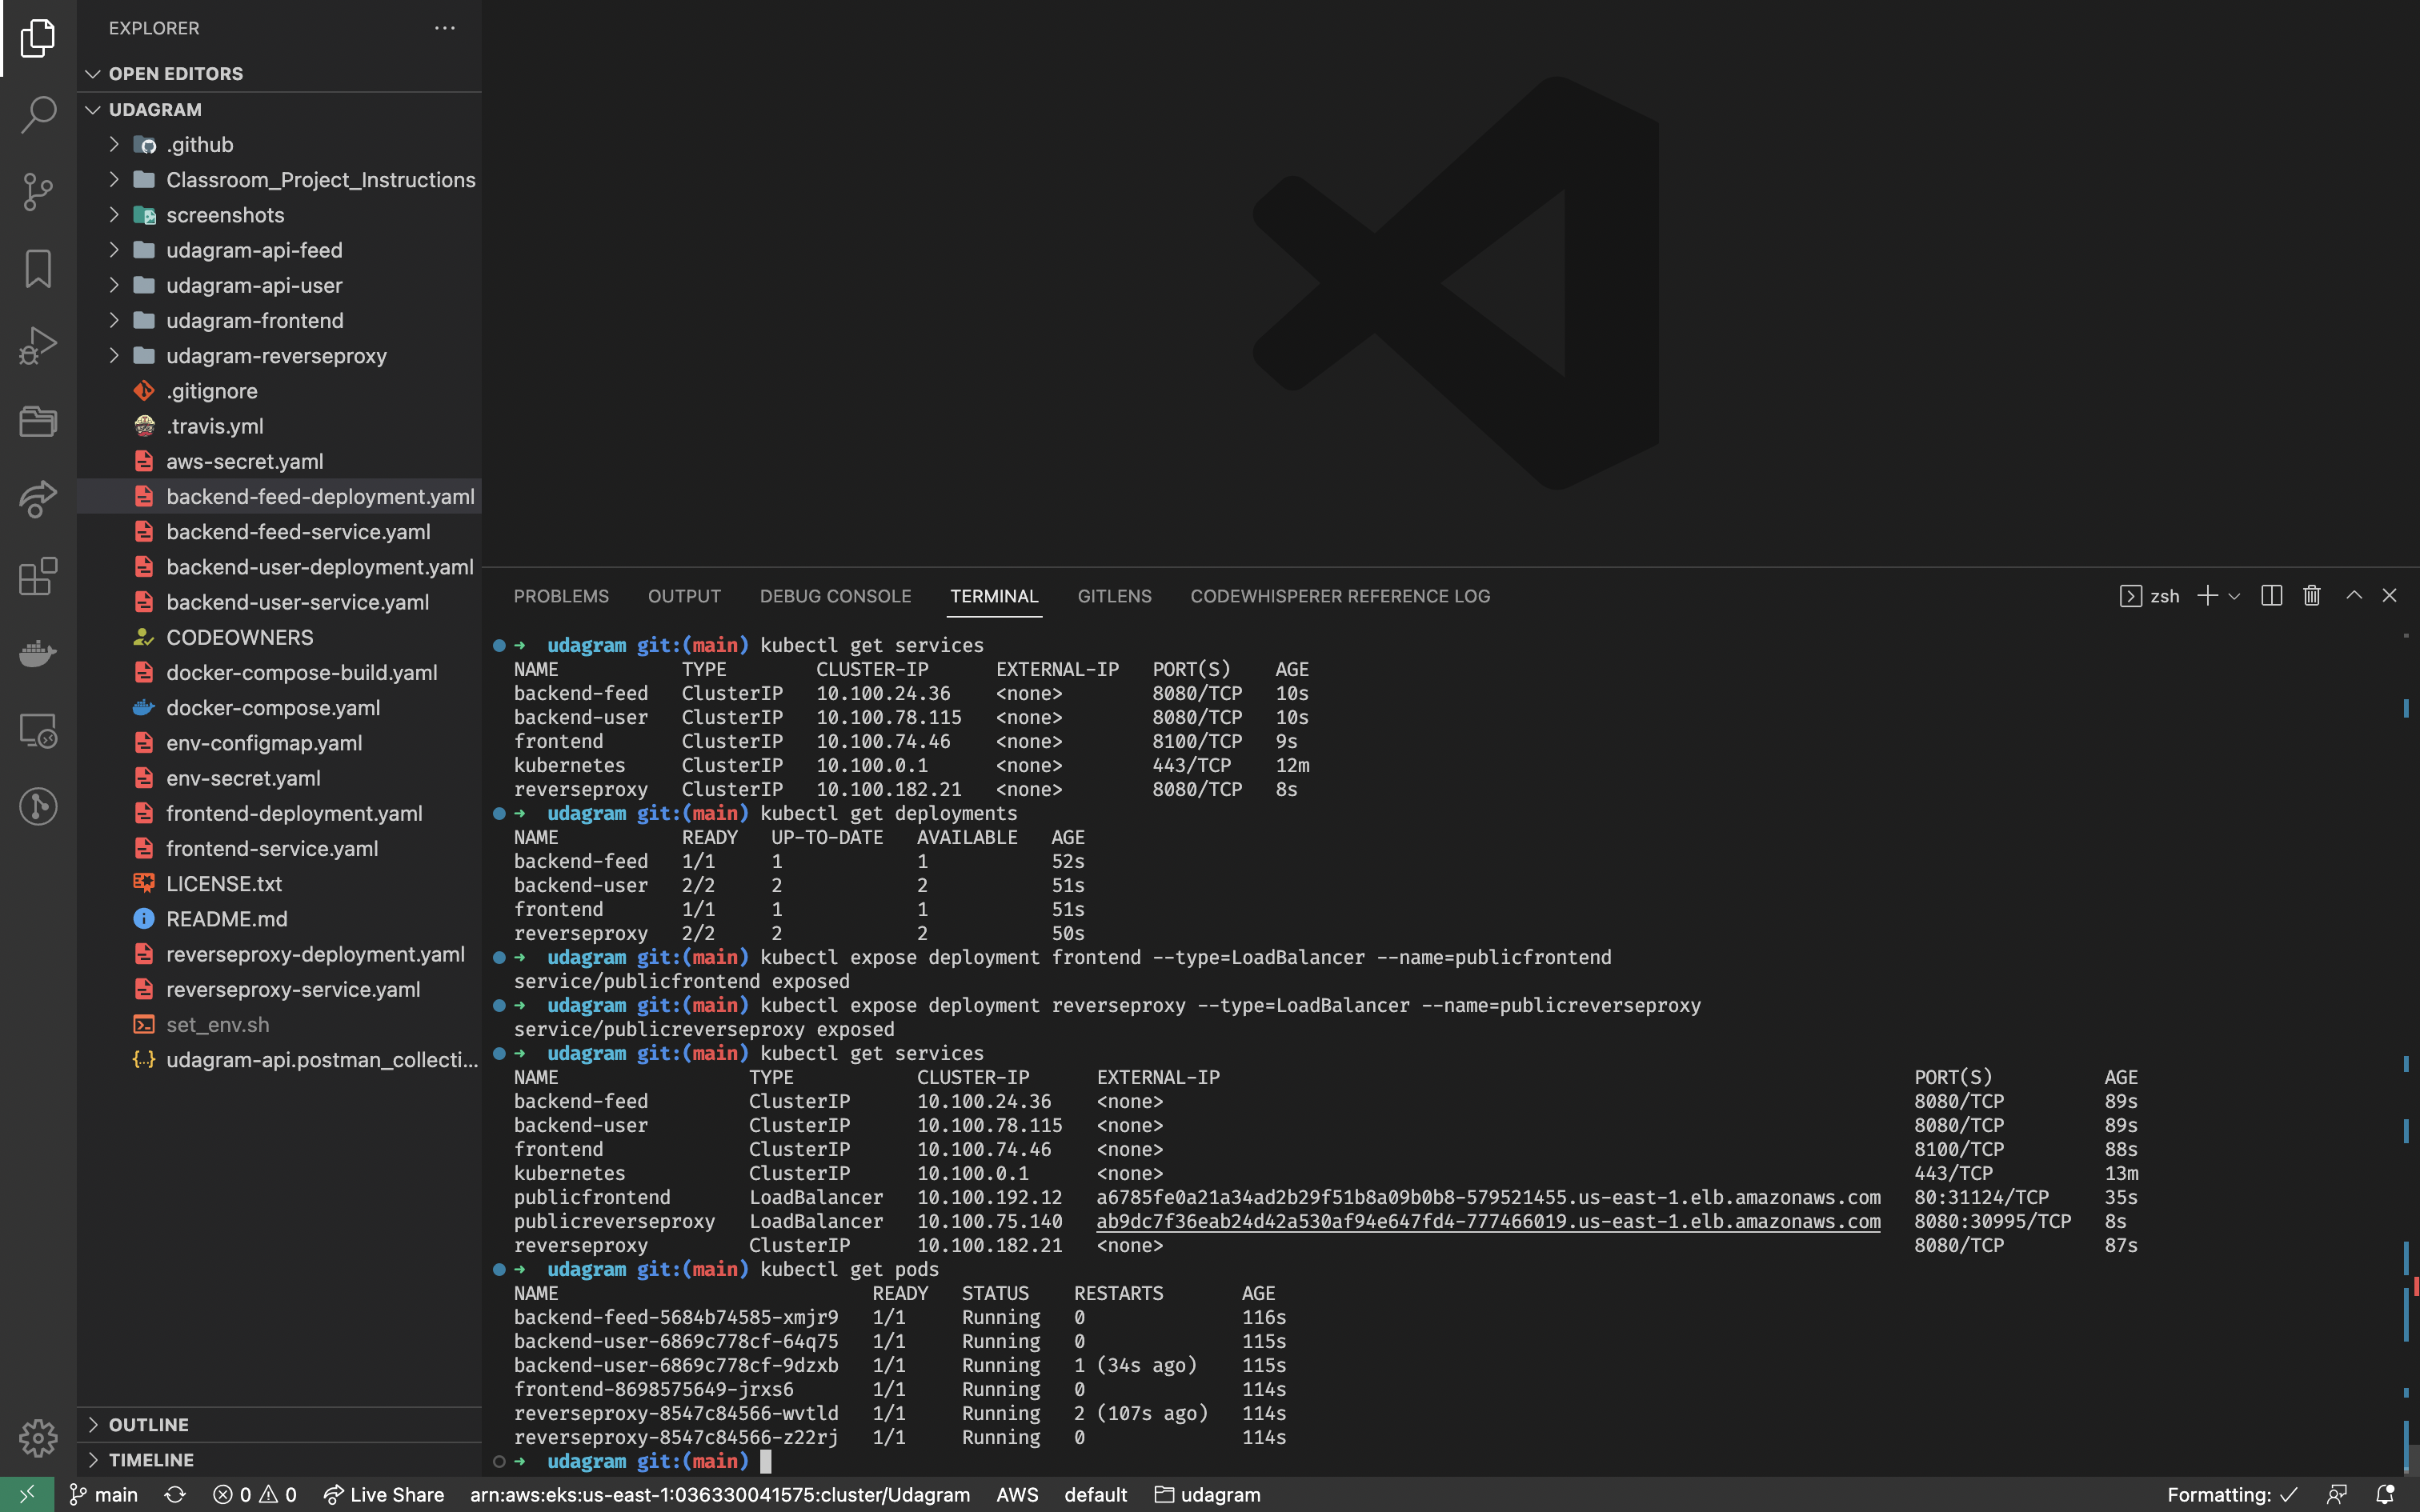 EXPLORER
OPEN EDITORS
UDAGRAM
.github
Classroom_Project_Instructions
screenshots
udagram-api-feed
udagram-api-user
udagram-frontend
udagram-reverseproxy
.gitignore
.travis.yml
aws-secret.yaml
backend-feed-deployment.yaml
backend-feed-service.yaml
backend-user-deployment.yaml
backend-user-service.yaml
CODEOWNERS
docker-compose-build.yaml
docker-compose.yaml
env-configmap.yaml
env-secret.yaml
frontend-deployment.yaml
frontend-service.yaml
LICENSE.txt
README.md
reverseproxy-deployment.yaml
reverseproxy-service.yaml
set_env.sh
udagram-api.postman_collecti...
OUTLINE
TIMELINE
PROBLEMS OUTPUT DEBUG CONSOLE TERMINAL GITLENS CODEWHISPERER REFERENCE LOG zsh
→ udagram git:(main) kubectl get services
NAME TYPE CLUSTER-IP EXTERNAL-IP PORT(S) AGE
backend-feed ClusterIP 10.100.24.36 <none> 8080/TCP 10s
backend-user ClusterIP 10.100.78.115 <none> 8080/TCP 10s
frontend ClusterIP 10.100.74.46 <none> 8100/TCP 9s
kubernetes ClusterIP 10.100.0.1 <none> 443/TCP 12m
reverseproxy ClusterIP 10.100.182.21 <none> 8080/TCP 8s
→ udagram git:(main) kubectl get deployments
NAME READY UP-TO-DATE AVAILABLE AGE
backend-feed 1/1 1 1 52s
backend-user 2/2 2 2 51s
frontend 1/1 1 1 51s
reverseproxy 2/2 2 2 50s
→ udagram git:(main) kubectl expose deployment frontend --type=LoadBalancer --name=publicfrontend
service/publicfrontend exposed
→ udagram git:(main) kubectl expose deployment reverseproxy --type=LoadBalancer --name=publicreverseproxy
service/publicreverseproxy exposed
→ udagram git:(main) kubectl get services
NAME TYPE CLUSTER-IP EXTERNAL-IP PORT(S) AGE
backend-feed ClusterIP 10.100.24.36 <none> 8080/TCP 89s
backend-user ClusterIP 10.100.78.115 <none> 8080/TCP 89s
frontend ClusterIP 10.100.74.46 <none> 8100/TCP 88s
kubernetes ClusterIP 10.100.0.1 <none> 443/TCP 13m
publicfrontend LoadBalancer 10.100.192.12 a6785fe0a21a34ad2b29f51b8a09b0b8-579521455.us-east-1.elb.amazonaws.com 80:31124/TCP 35s
publicreverseproxy LoadBalancer 10.100.75.140 ab9dc7f36eab24d42a530af94e647fd4-777466019.us-east-1.elb.amazonaws.com 8080:30995/TCP 8s
reverseproxy ClusterIP 10.100.182.21 <none> 8080/TCP 87s
→ udagram git:(main) kubectl get pods
NAME READY STATUS RESTARTS AGE
backend-feed-5684b74585-xmjr9 1/1 Running 0 116s
backend-user-6869c778cf-64q75 1/1 Running 0 115s
backend-user-6869c778cf-9dzxb 1/1 Running 1 (34s ago) 115s
frontend-8698575649-jrxs6 1/1 Running 0 114s
reverseproxy-8547c84566-wvtld 1/1 Running 2 (107s ago) 114s
reverseproxy-8547c84566-z22rj 1/1 Running 0 114s
→ udagram git:(main)
main 0 0 Live Share arn:aws:eks:us-east-1:036330041575:cluster/Udagram AWS default udagram Formatting: ✓